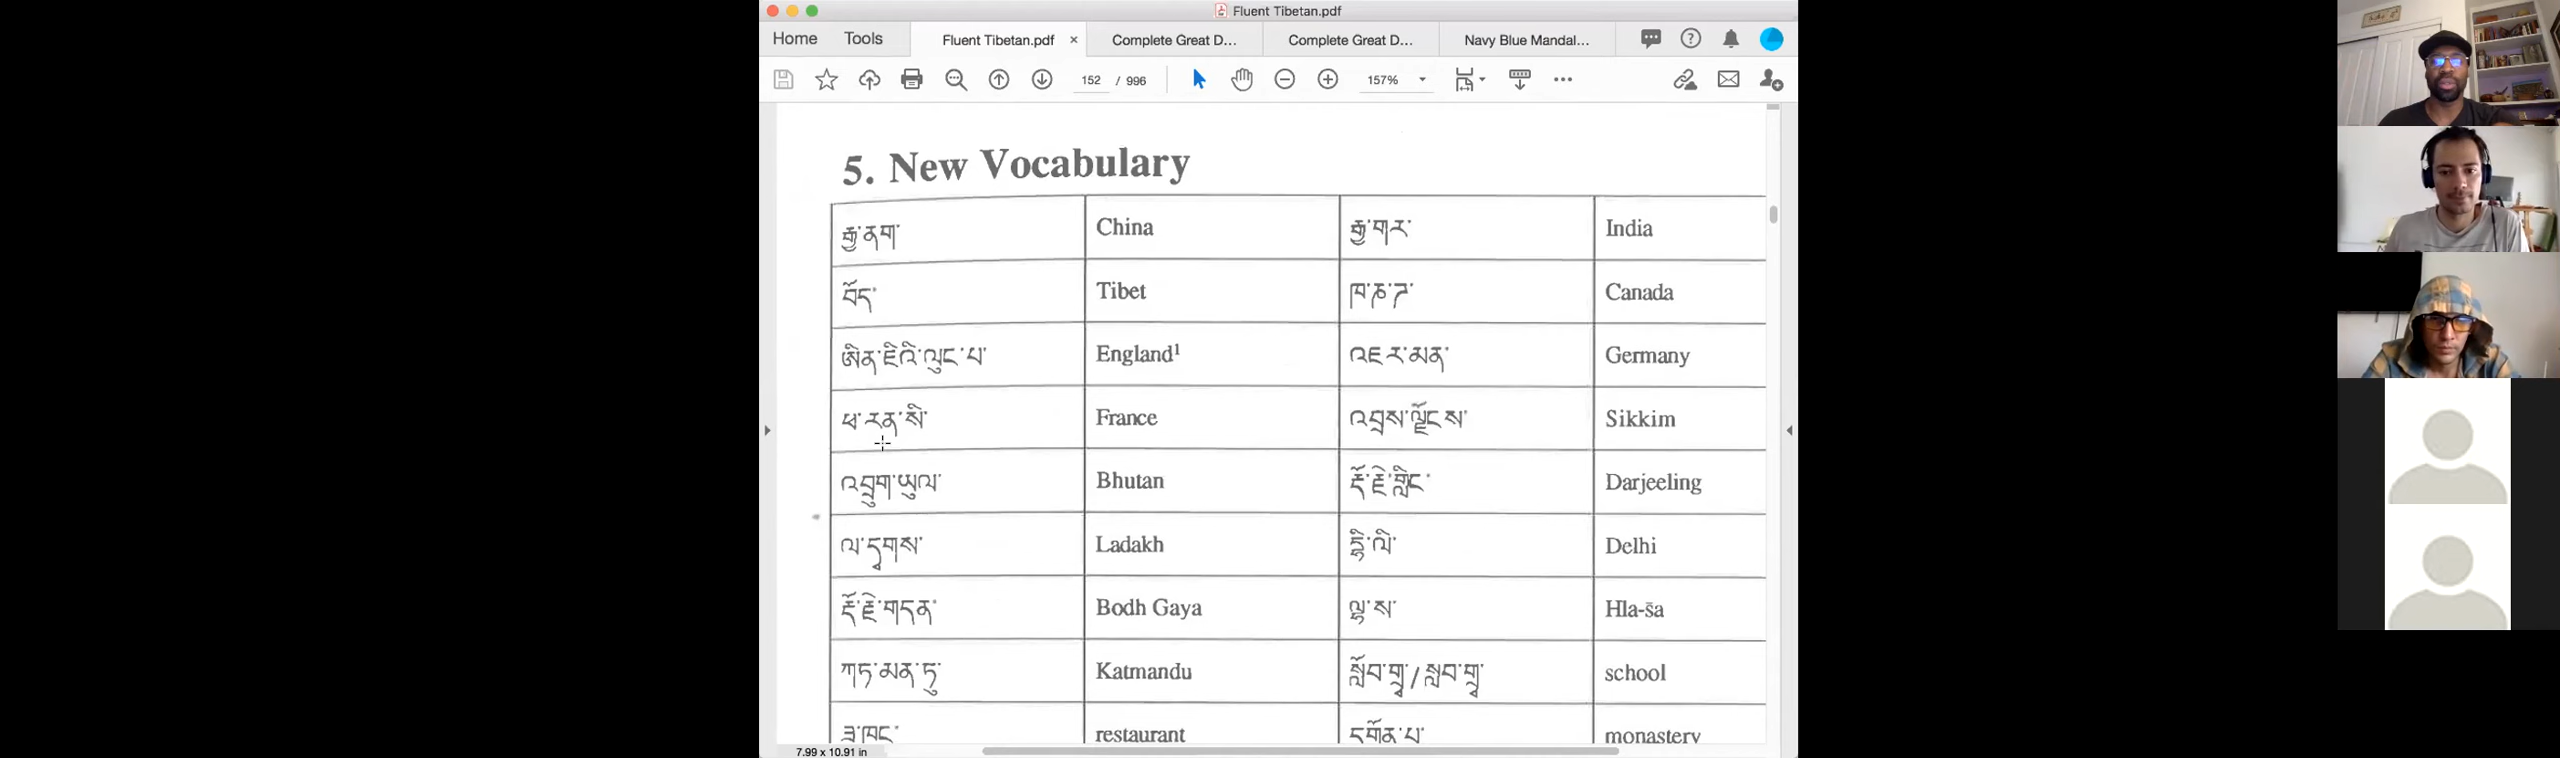 Fluent Tibetan.pdf
Home Tools Fluent Tibetan.pdf × Complete Great D... Complete Great D... Navy Blue Mandal...
152 / 996 157%
5. New Vocabulary
རྒྱ་ནག་ China རྒྱ་གར་ India
བོད་ Tibet ཁ་ན་ཌ་ Canada
ཨིན་ཇིའི་ལུང་པ་ England¹ འཇར་མན་ Germany
ཕ་རན་སི་ France འབྲས་ལྗོངས་ Sikkim
འབྲུག་ཡུལ་ Bhutan རྡོ་རྗེ་གླིང་ Darjeeling
ལ་དྭགས་ Ladakh Delhi
རྡོ་རྗེ་གདན་ Bodh Gaya ལྷ་ས་ Hla-s̄a
ཀཏ་མན་ཏུ་ Katmandu སློབ་གྲྭ་/སླབ་གྲྭ་ school
ཟ་ཁང་ restaurant དགོན་པ་ monastery
7.99 x 10.91 in